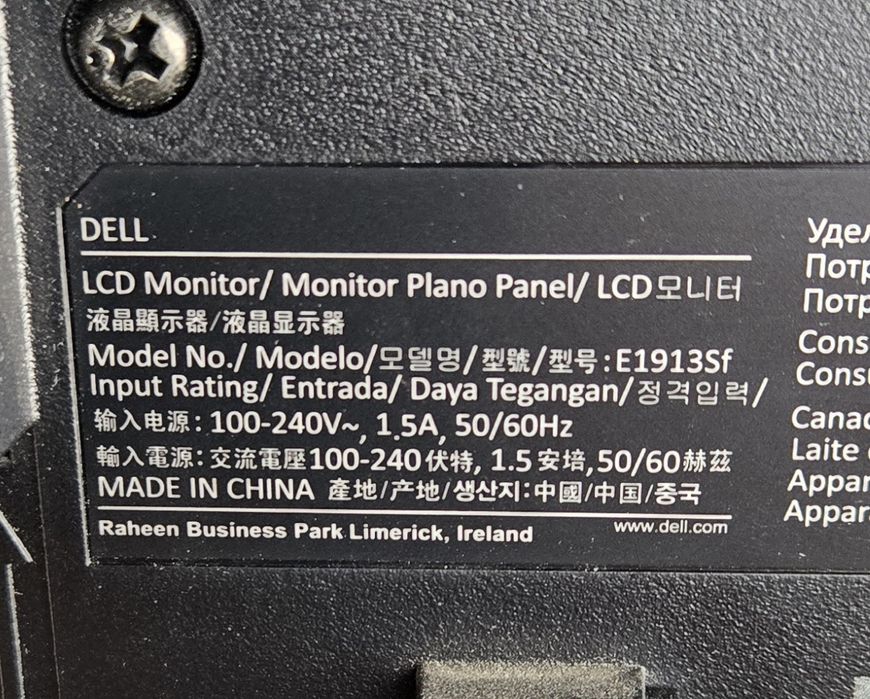 DELL
LCD Monitor/ Monitor Plano Panel/ LCD모니터
液晶顯示器/液晶显示器
Model No./ Modelo/모델명/型號/型号:E1913Sf
Input Rating/ Entrada/ Daya Tegangan/정격입력/
输入电源: 100-240V~, 1.5A, 50/60Hz
輸入電源: 交流電壓100-240伏特, 1.5安培,50/60赫茲
MADE IN CHINA 產地/产地/생산지:中國/中国/중국
Raheen Business Park Limerick, Ireland www.dell.com